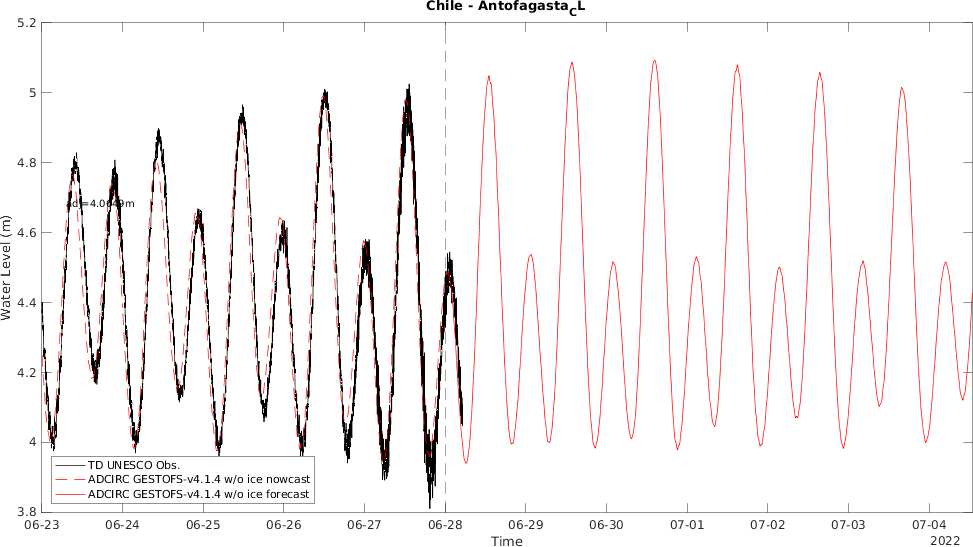 Chile - Antofagasta_CL
5.2
5
4.8
4.6
4.4
4.2
4
3.8
Water Level (m)
adj=4.0649m
TD UNESCO Obs.
ADCIRC GESTOFS-v4.1.4 w/o ice nowcast
ADCIRC GESTOFS-v4.1.4 w/o ice forecast
06-23 06-24 06-25 06-26 06-27 06-28 06-29 06-30 07-01 07-02 07-03 07-04
Time
2022